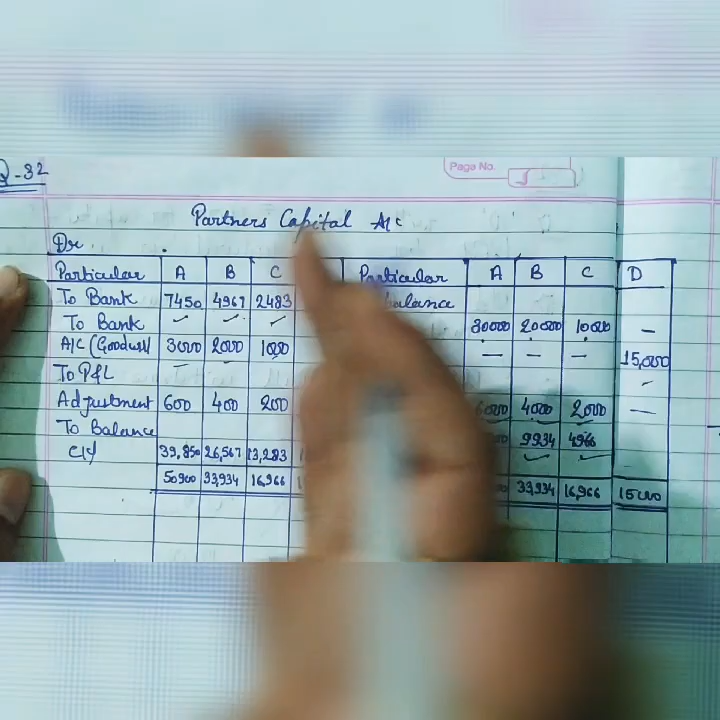 Q-32
Page No.
Partners Capital A/C
Dr.
Particular A B C Particular A B C D
To Bank 7450 4967 2483 balance
To Bank 30000 20000 10000 —
A/C (Goodwill) 3000 2000 1000 — — — 15,000
To P&L
Adjustment 600 400 200 6000 4000 2000 —
To Balance 9934 4966
C/d 39,850 26,567 13,283
50900 33,934 16,966 33,934 16,966 15000